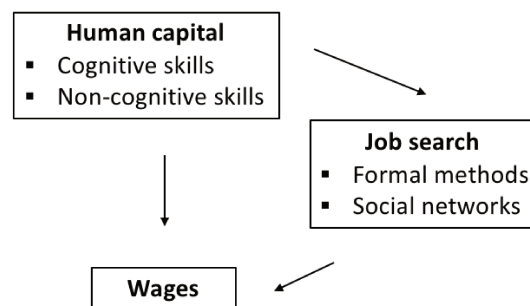 Human capital
▪ Cognitive skills
▪ Non-cognitive skills
Job search
▪ Formal methods
▪ Social networks
Wages